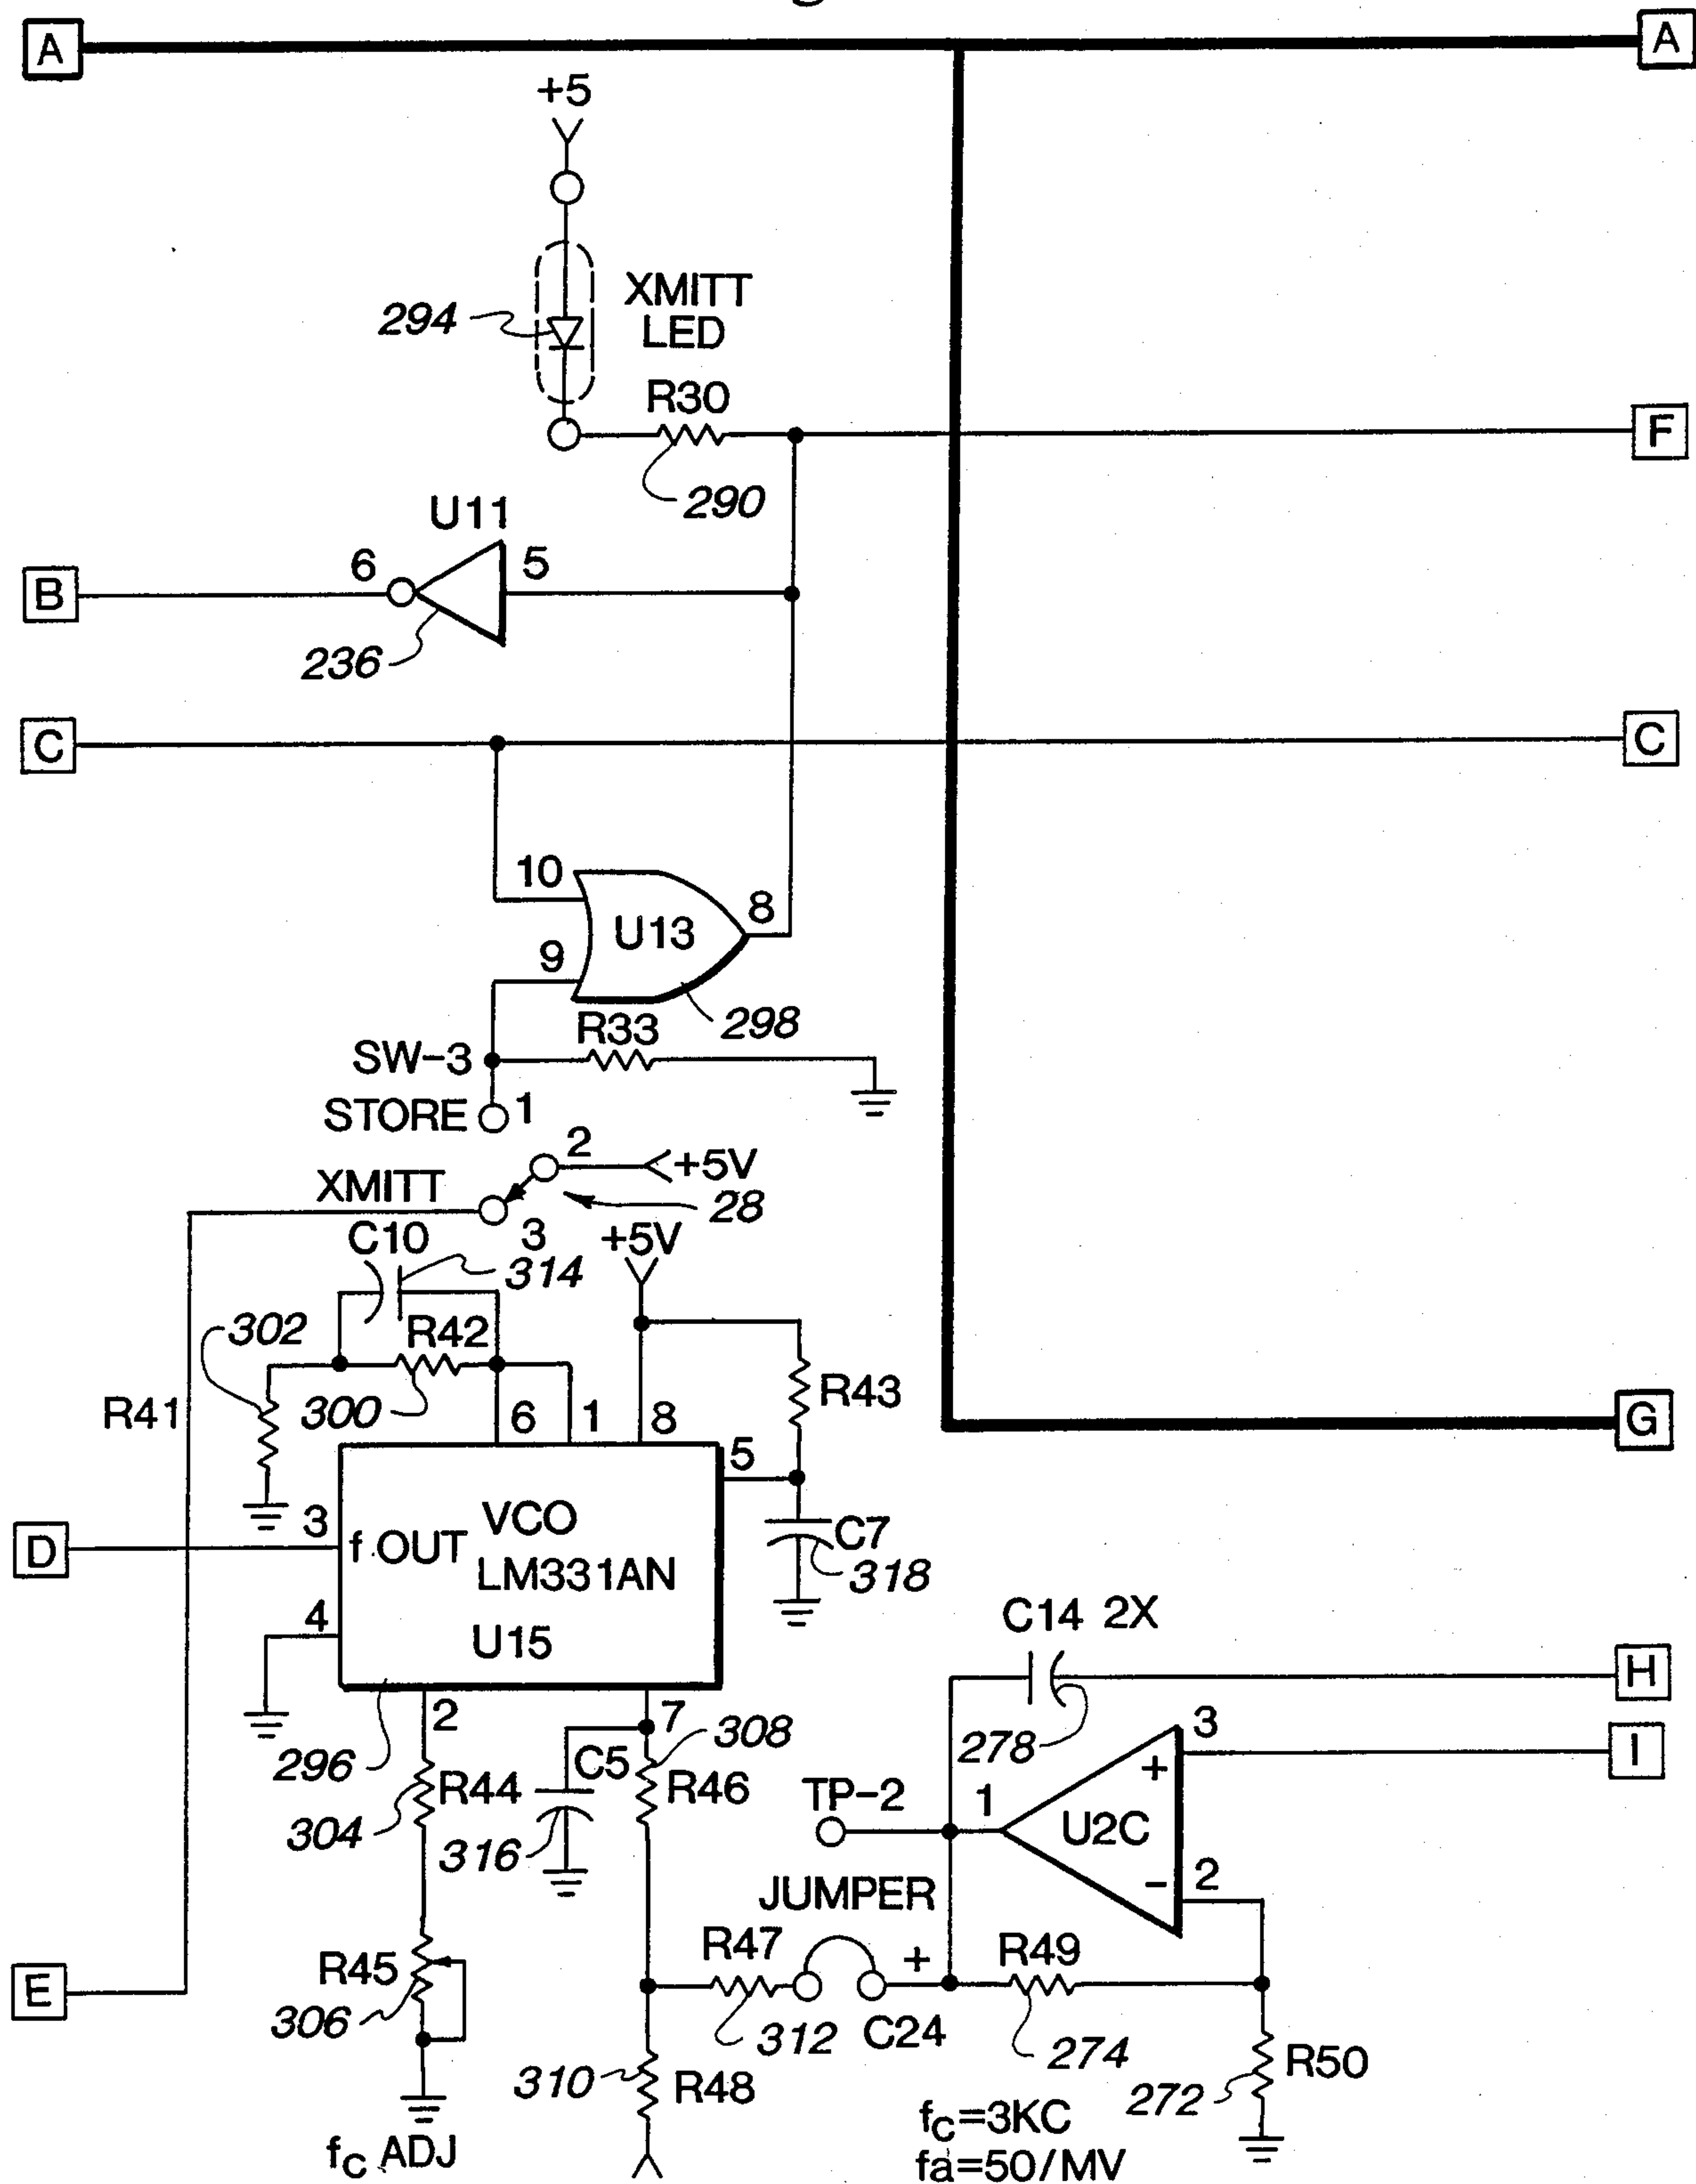 A A
+5
XMITT
LED
294
R30
F
290
U11
6 5
B
236
C C
10
8
U13
9
298
R33
SW-3
STORE 1
2
+5V
XMITT
28
3
C10
+5V
314
302
R42
R41
300
6 1 8
R43
G
5
3
VCO
D
f.OUT
C7
LM331AN
318
4
U15
C14 2X
H
2
7
308
278
3
I
296
C5
+
R44
R46
TP-2
1
U2C
304
316
2
-
JUMPER
R47
+
R49
R45
E
306
312
C24
274
R50
310
R48
272
fc=3KC
fc ADJ
fa=50/MV